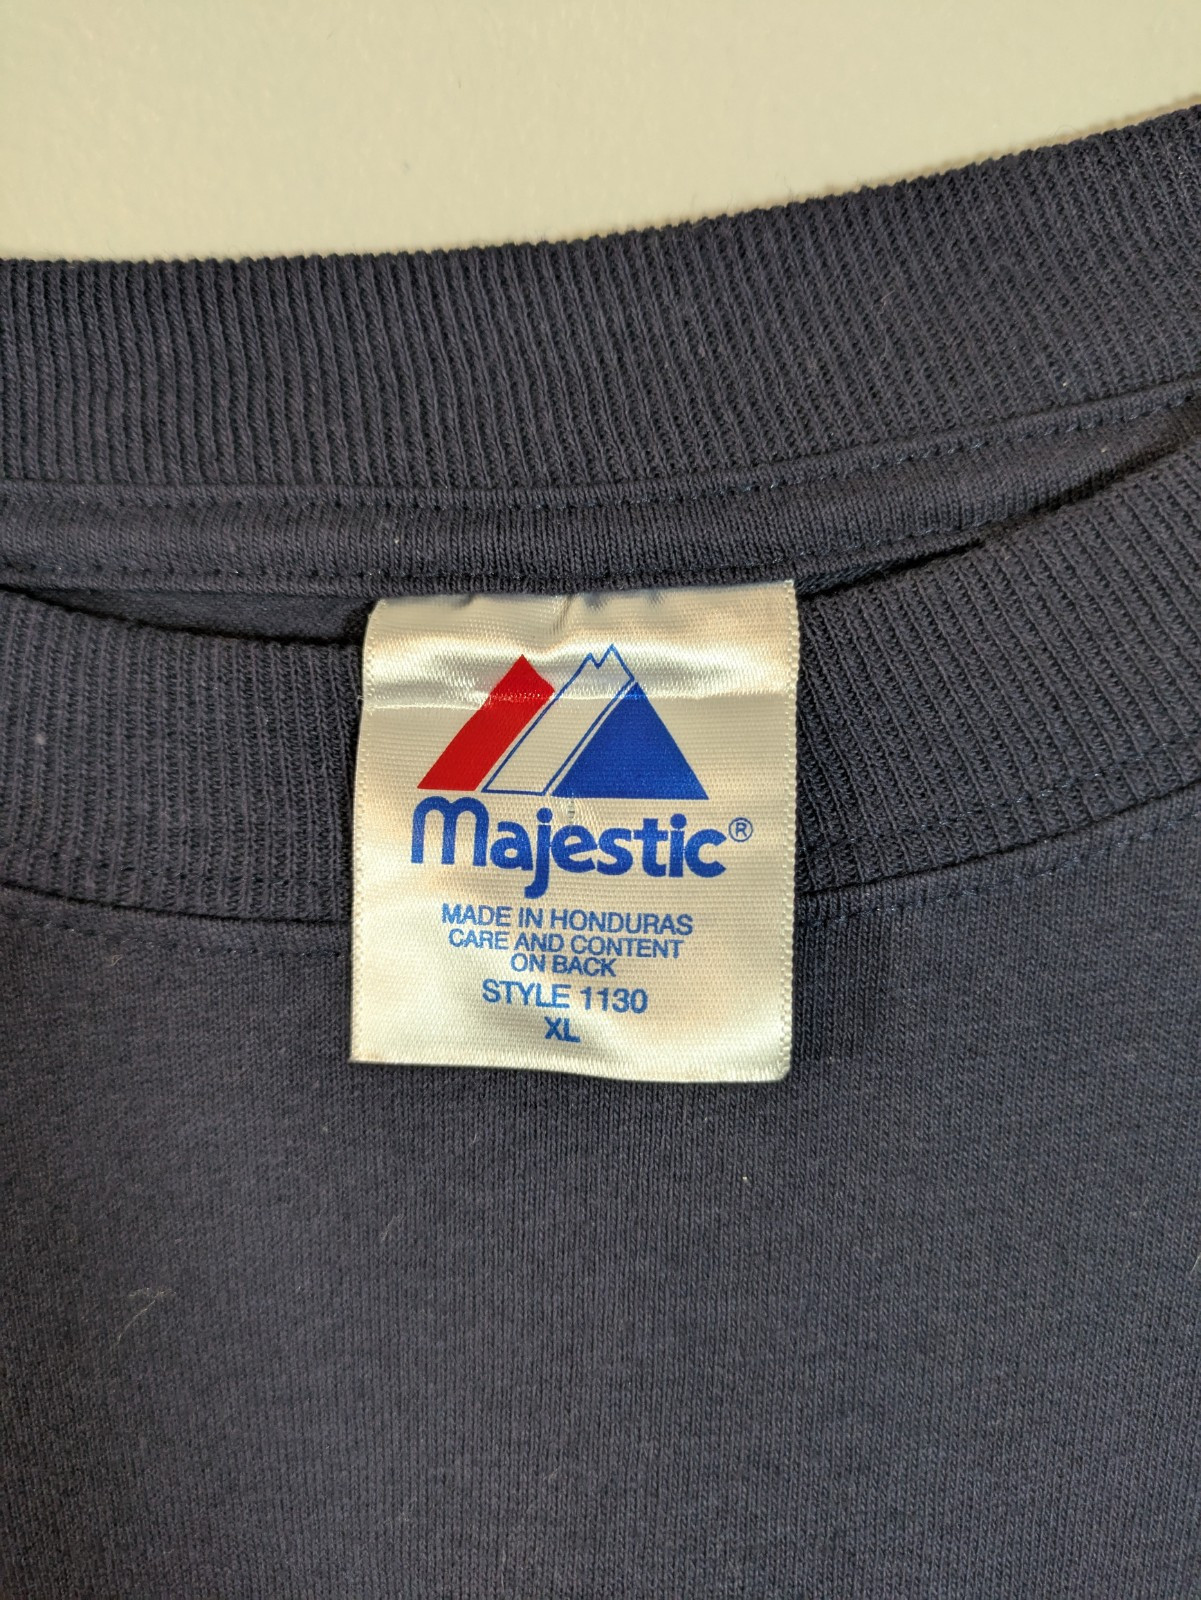 Majestic®
MADE IN HONDURAS
CARE AND CONTENT
ON BACK
STYLE 1130
XL